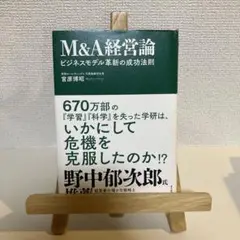 M&A経営論
ビジネスモデル革新の成功法則
宮原博昭
670万部の
『学習』『科学』を失った学研は、
いかにして
危機を
克服したのか!?
野中郁次郎氏
推薦